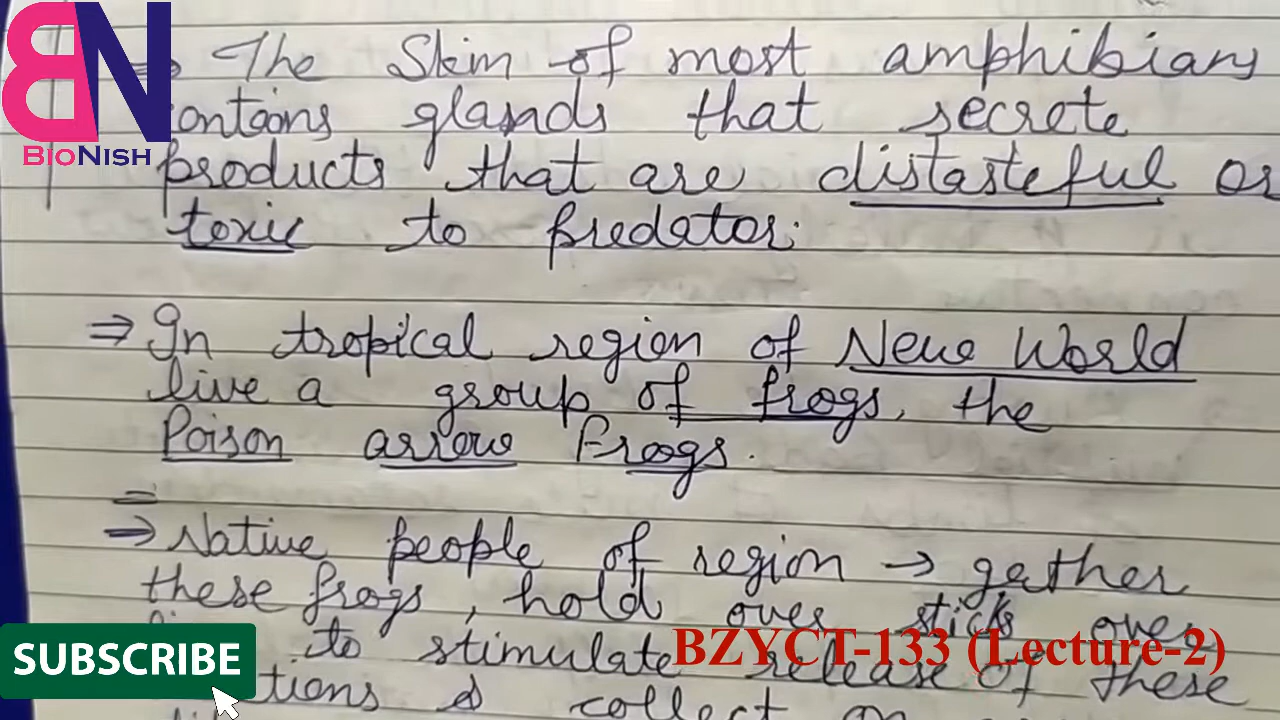 BN
BIONISH
⇒ The Skin of most amphibians
contains glands that secrete
products that are distasteful or
toxic to predator.
⇒ In tropical region of New World
live a group of frogs, the
Poison arrow Frogs.
=
→ Native people of region → gather
these frogs, hold over sticks over
to stimulate release of these
SUBSCRIBE
BZYCT-133 (Lecture-2)
tions & collect on